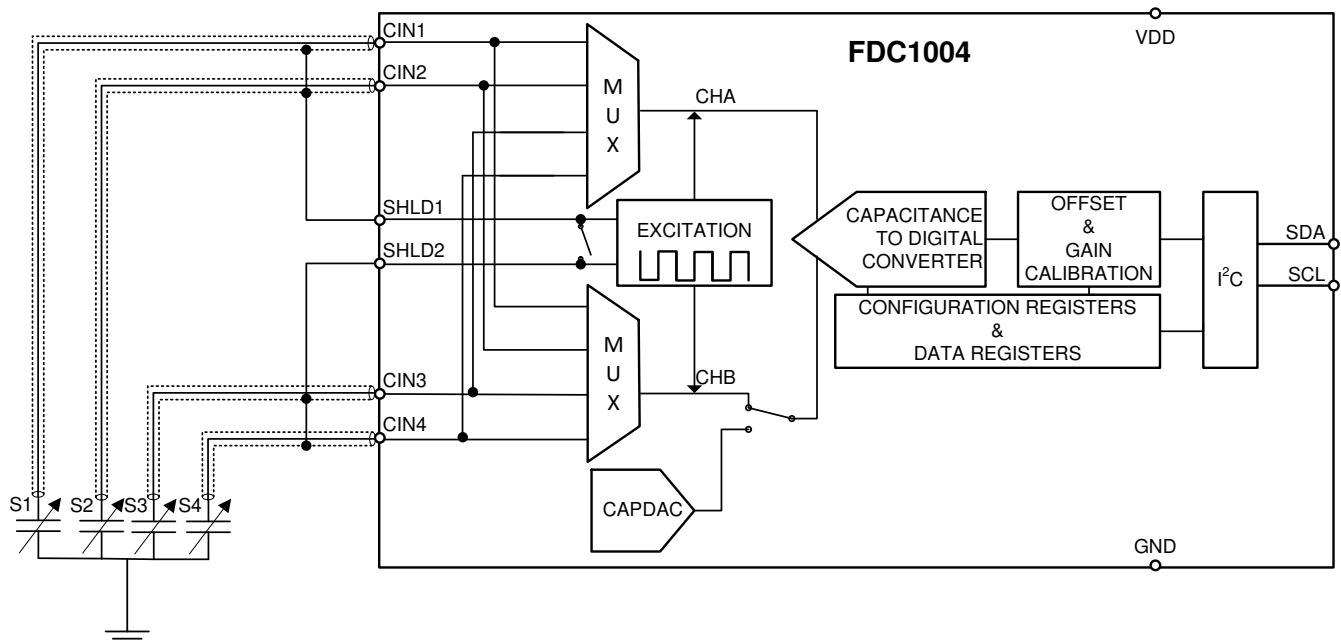 CIN1
FDC1004
VDD
CIN2
M
U
X
CHA
SHLD1
EXCITATION
CAPACITANCE
TO DIGITAL
CONVERTER
OFFSET
&
GAIN
CALIBRATION
I²C
SDA
SCL
SHLD2
CONFIGURATION REGISTERS
&
DATA REGISTERS
M
U
X
CHB
CIN3
CIN4
S1
S2
S3
S4
CAPDAC
GND